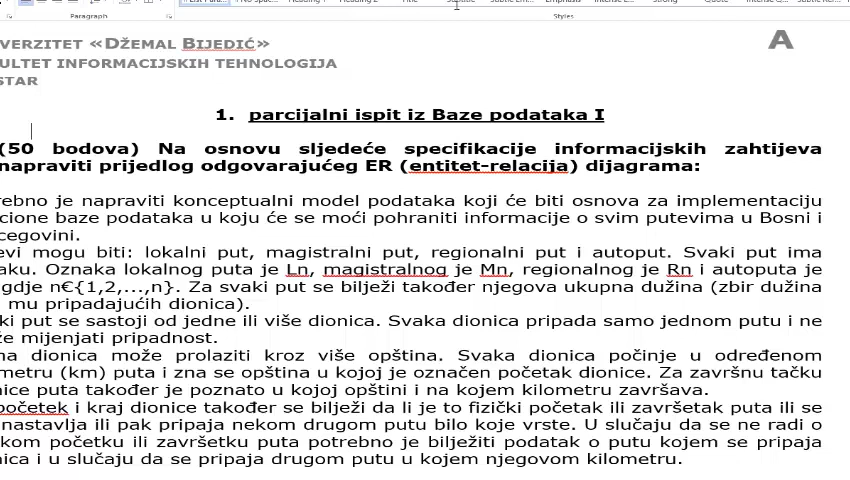 Paragraph
Styles
VERZITET «DŽEMAL BIJEDIĆ»
A
ULTET INFORMACIJSKIH TEHNOLOGIJA
STAR
1. parcijalni ispit iz Baze podataka I
(50 bodova) Na osnovu sljedeće specifikacije informacijskih zahtijeva
napraviti prijedlog odgovarajućeg ER (entitet-relacija) dijagrama:
rebno je napraviti konceptualni model podataka koji će biti osnova za implementaciju
cione baze podataka u koju će se moći pohraniti informacije o svim putevima u Bosni i
cegovini.
evi mogu biti: lokalni put, magistralni put, regionalni put i autoput. Svaki put ima
aku. Oznaka lokalnog puta je Ln, magistralnog je Mn, regionalnog je Rn i autoputa je
gdje n€{1,2,...,n}. Za svaki put se bilježi također njegova ukupna dužina (zbir dužina
mu pripadajućih dionica).
ki put se sastoji od jedne ili više dionica. Svaka dionica pripada samo jednom putu i ne
že mijenjati pripadnost.
na dionica može prolaziti kroz više opština. Svaka dionica počinje u određenom
metru (km) puta i zna se opština u kojoj je označen početak dionice. Za završnu tačku
nice puta također je poznato u kojoj opštini i na kojem kilometru završava.
početek i kraj dionice također se bilježi da li je to fizički početak ili završetak puta ili se
nastavlja ili pak pripaja nekom drugom putu bilo koje vrste. U slučaju da se ne radi o
kom početku ili završetku puta potrebno je bilježiti podatak o putu kojem se pripaja
nica i u slučaju da se pripaja drugom putu u kojem njegovom kilometru.